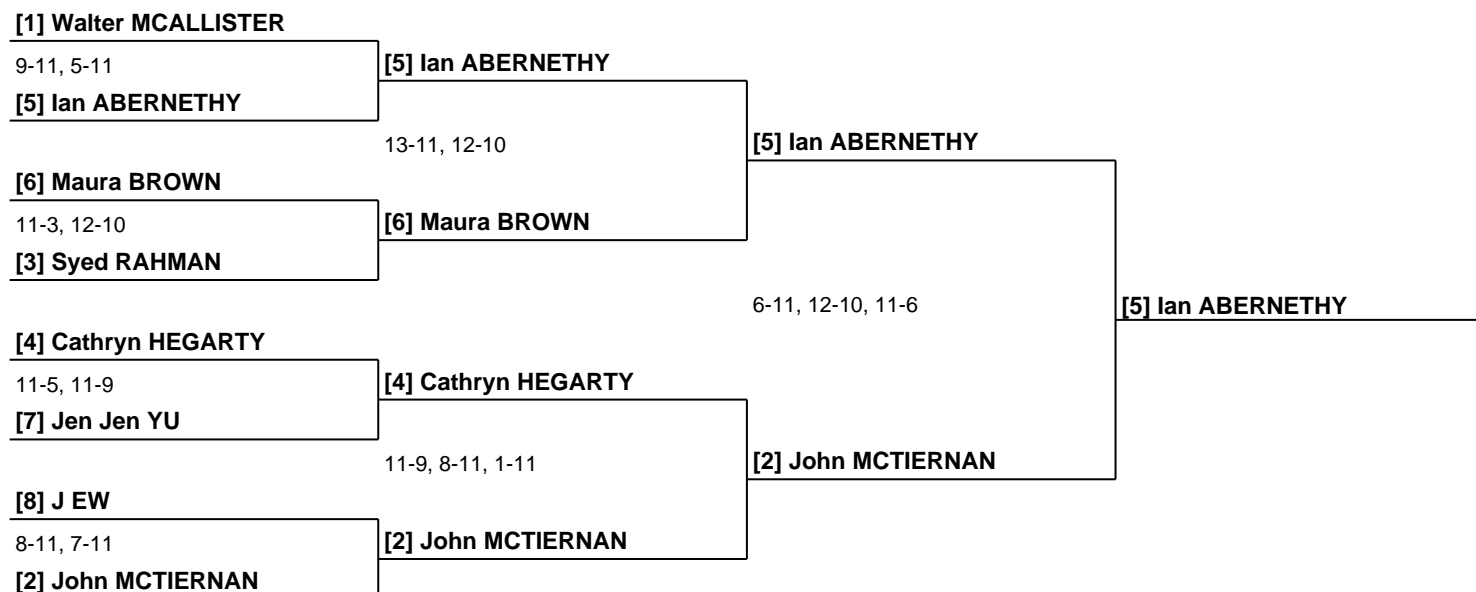 [1] Walter MCALLISTER
9-11, 5-11
[5] Ian ABERNETHY
[5] Ian ABERNETHY
13-11, 12-10
[5] Ian ABERNETHY
[6] Maura BROWN
11-3, 12-10
[6] Maura BROWN
[3] Syed RAHMAN
6-11, 12-10, 11-6
[5] Ian ABERNETHY
[4] Cathryn HEGARTY
11-5, 11-9
[4] Cathryn HEGARTY
[7] Jen Jen YU
11-9, 8-11, 1-11
[2] John MCTIERNAN
[8] J EW
8-11, 7-11
[2] John MCTIERNAN
[2] John MCTIERNAN